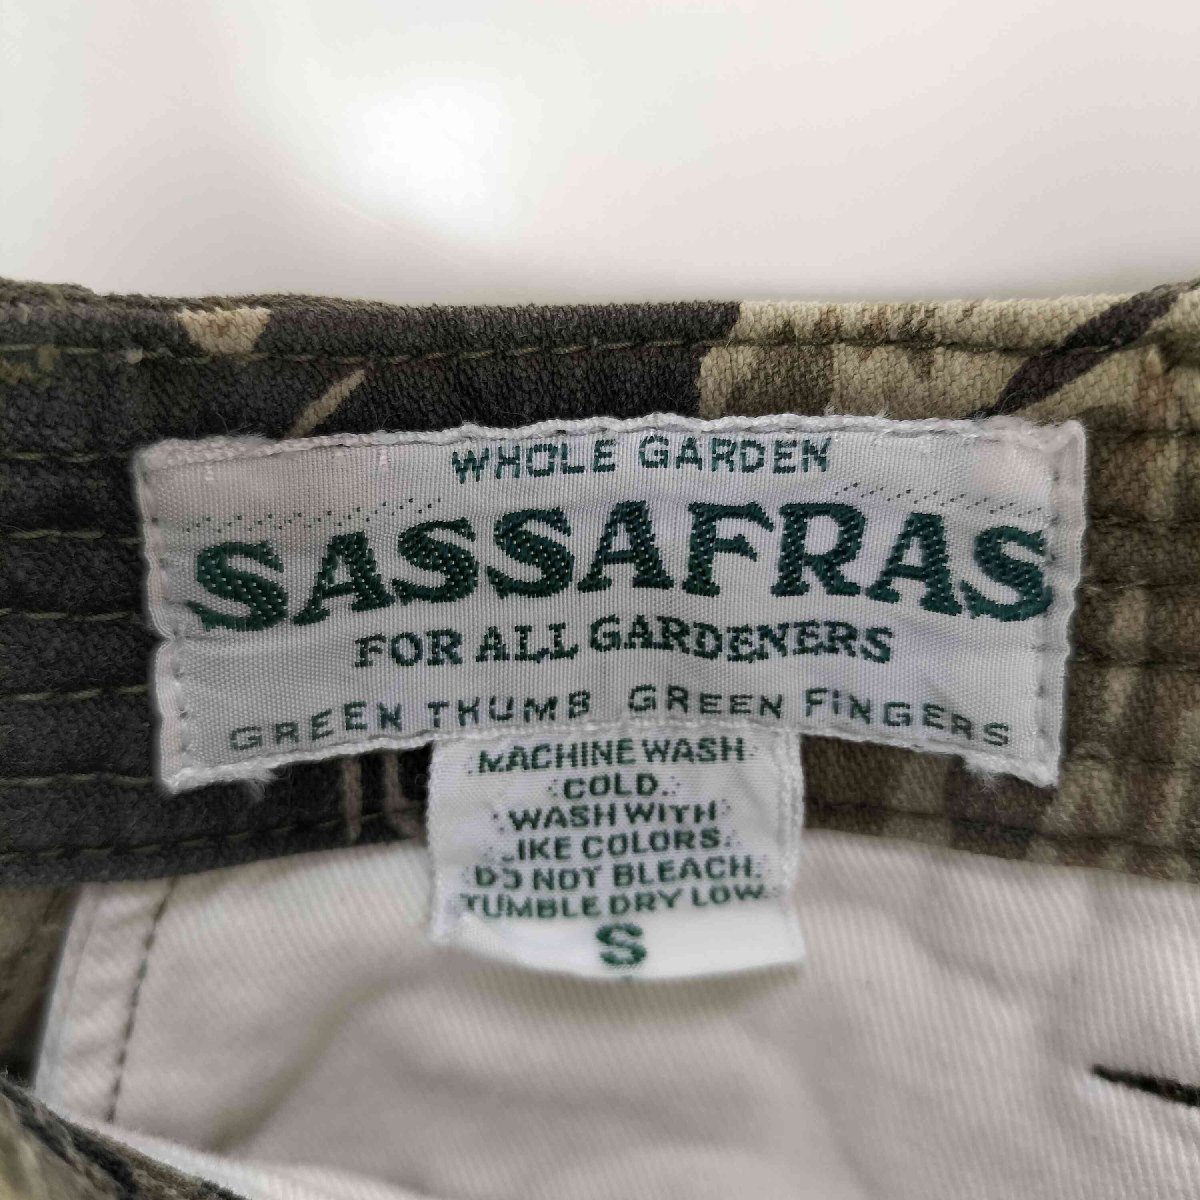 WHOLE GARDEN
SASSAFRAS
FOR ALL GARDENERS
GREEN THUMB GREEN FINGERS
MACHINE WASH
COLD.
WASH WITH
LIKE COLORS.
DO NOT BLEACH.
TUMBLE DRY LOW.
S